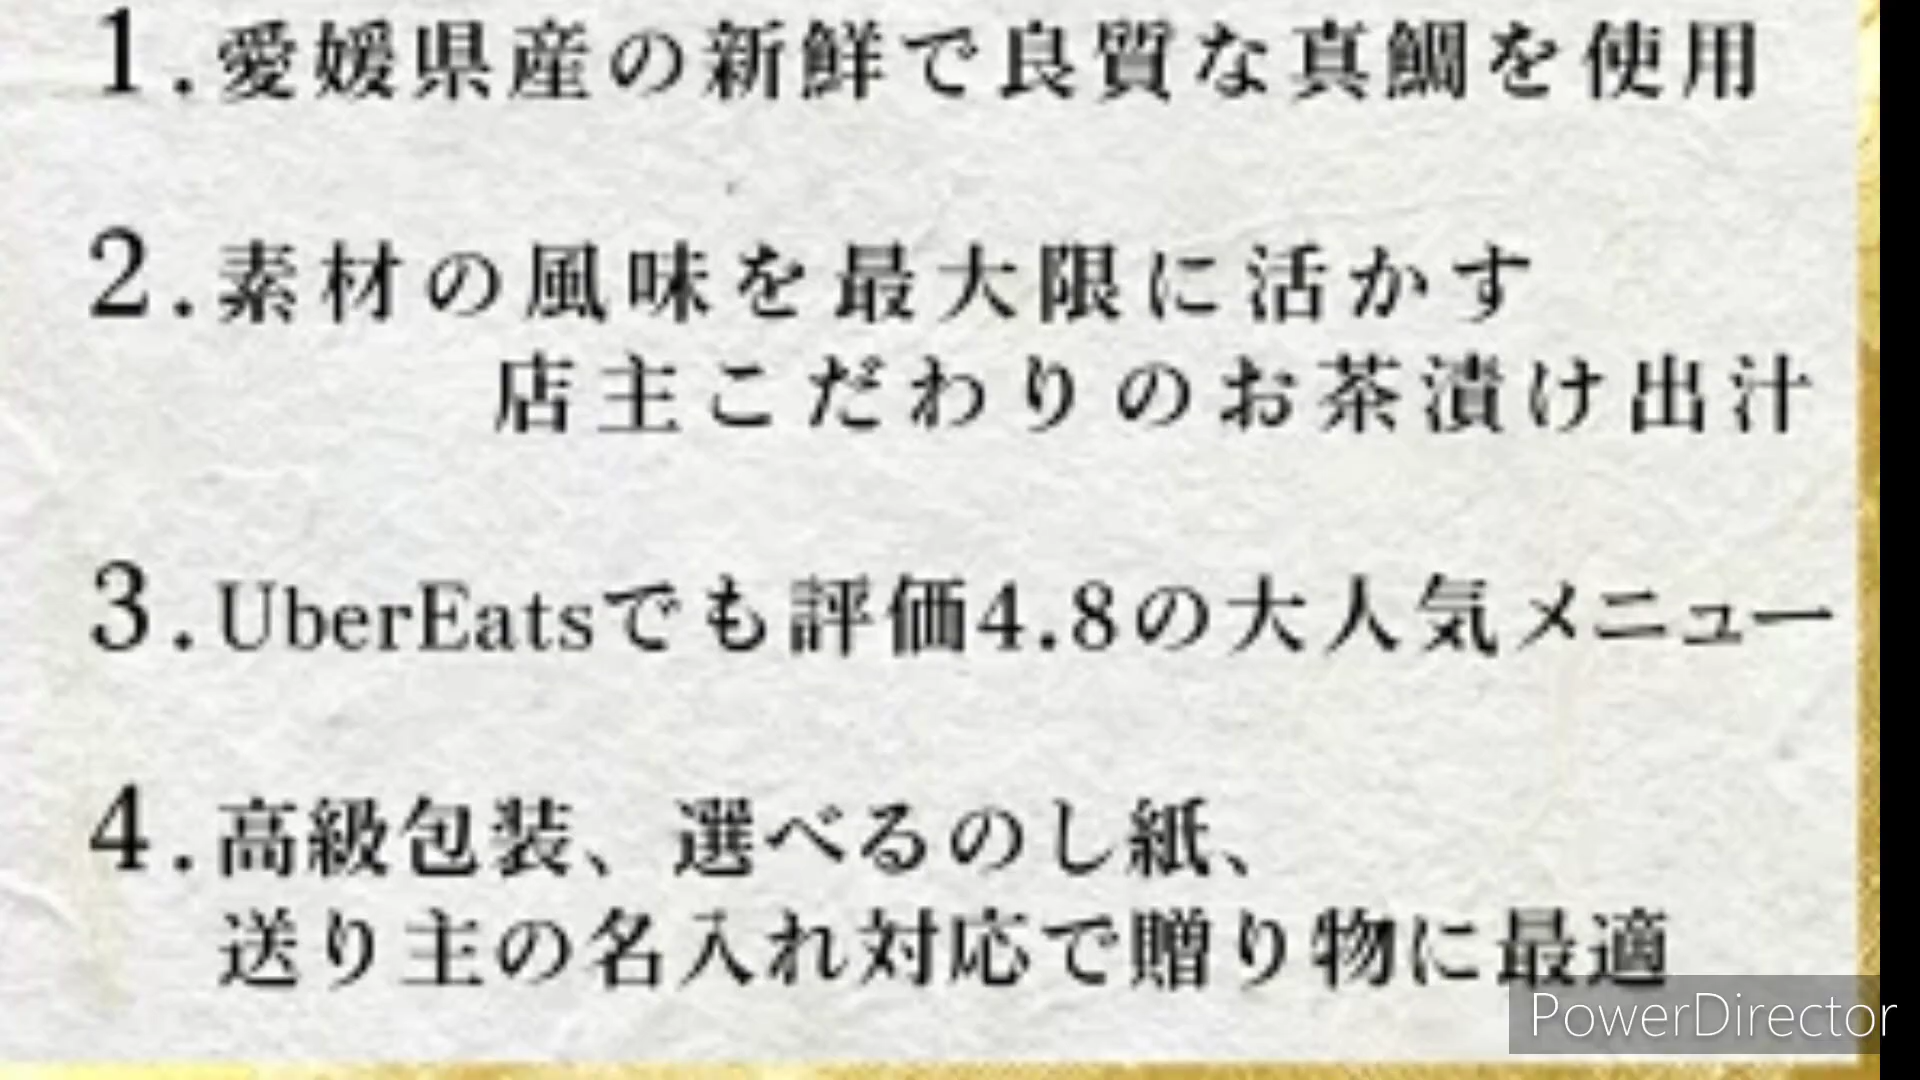 1.愛媛県産の新鮮で良質な真鯛を使用
2.素材の風味を最大限に活かす
店主こだわりのお茶漬け出汁
3.UberEatsでも評価4.8の大人気メニュー
4.高級包装、選べるのし紙、
送り主の名入れ対応で贈り物に最適
PowerDirector